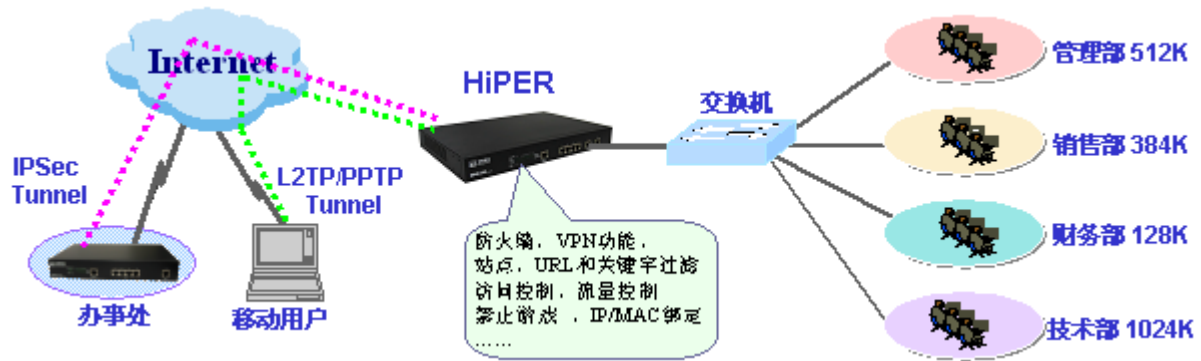 Internet
HiPER
交换机
管理部 512K
销售部 384K
财务部 128K
技术部 1024K
IPSec
Tunnel
L2TP/PPTP
Tunnel
办事处
移动用户
防火墙、VPN功能、
站点、URL和关键字过滤
访问控制、流量控制
禁止游戏 、IP/MAC绑定
……